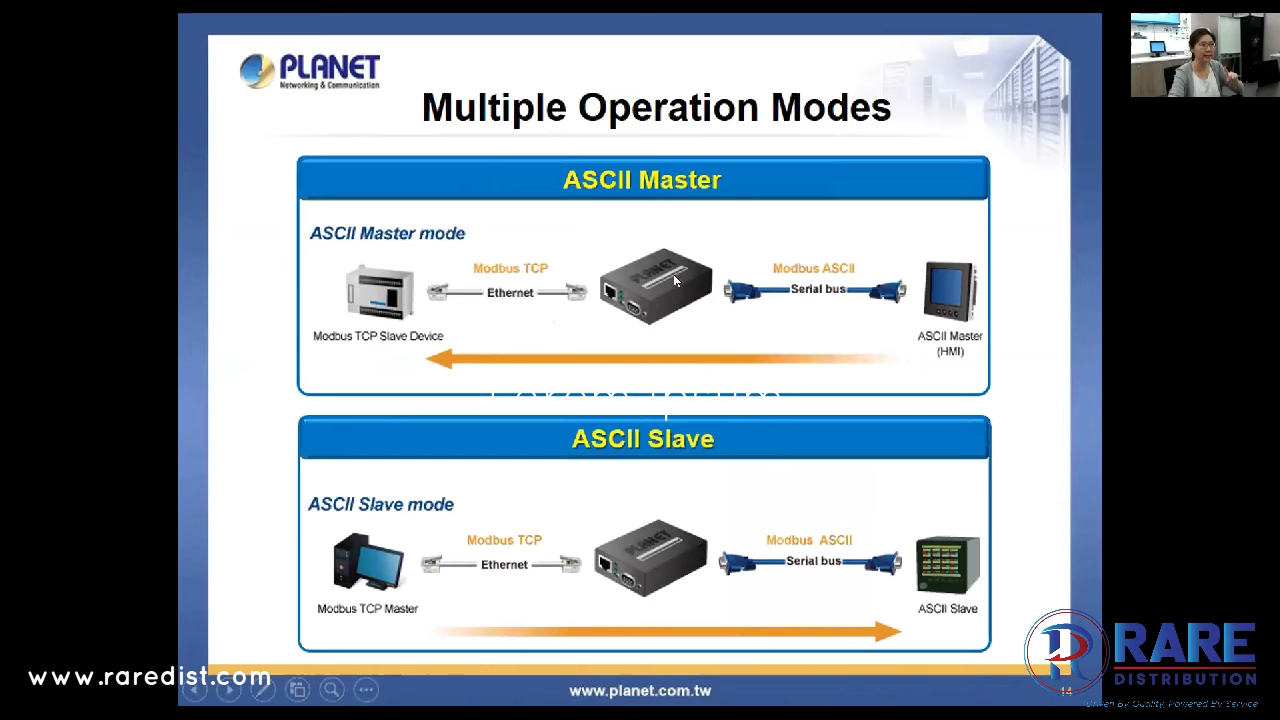 PLANET
Networking & Communication
Multiple Operation Modes
ASCII Master
ASCII Master mode
Modbus TCP
Ethernet
PLANET
Modbus ASCII
Serial bus
Modbus TCP Slave Device
ASCII Master
(HMI)
ASCII Slave
ASCII Slave mode
Modbus TCP
Ethernet
PLANET
Modbus ASCII
Serial bus
Modbus TCP Master
ASCII Slave
www.planet.com.tw
14
www.raredist.com
RARE
DISTRIBUTION
Driven By Quality, Powered By Service